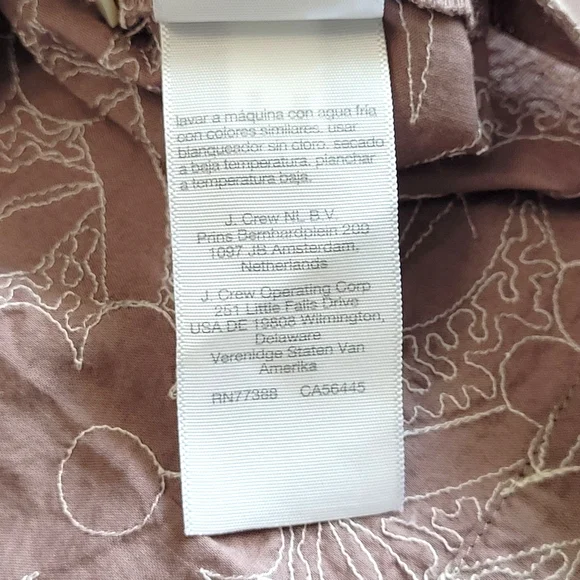 lavar a máquina con agua fría
con colores similares. usar
blanqueador sin cloro. secado
a baja temperatura. planchar
a temperatura baja.
J. Crew NL B.V.
Prins Bernhardplein 200
1097 JB Amsterdam,
Netherlands
J. Crew Operating Corp
251 Little Falls Drive
USA DE 19808 Wilmington,
Delaware
Verenidge Staten Van
Amerika
RN77388 CA56445